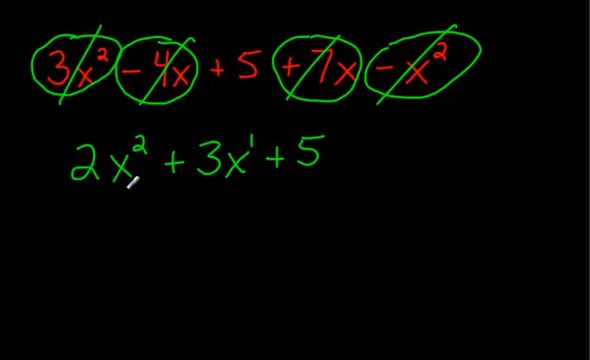 3x² - 4x + 5 + 7x - x²
2x² + 3x¹ + 5